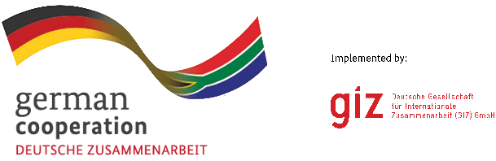 german
cooperation
DEUTSCHE ZUSAMMENARBEIT
Implemented by:
giz
Deutsche Gesellschaft
für Internationale
Zusammenarbeit (GIZ) GmbH